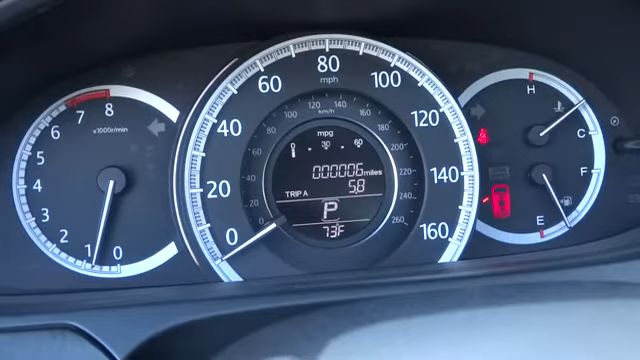 8
7
6
5
4
3
2
1
0
x1000r/min
80
mph
60
100
40
120
20
140
0
160
120 140
100 160
80 180
60 200
40 220
20 240
0 260
km/h
mpg
0 30 60
000006 miles
TRIP A 5.8
P
73°F
H
C
F
E